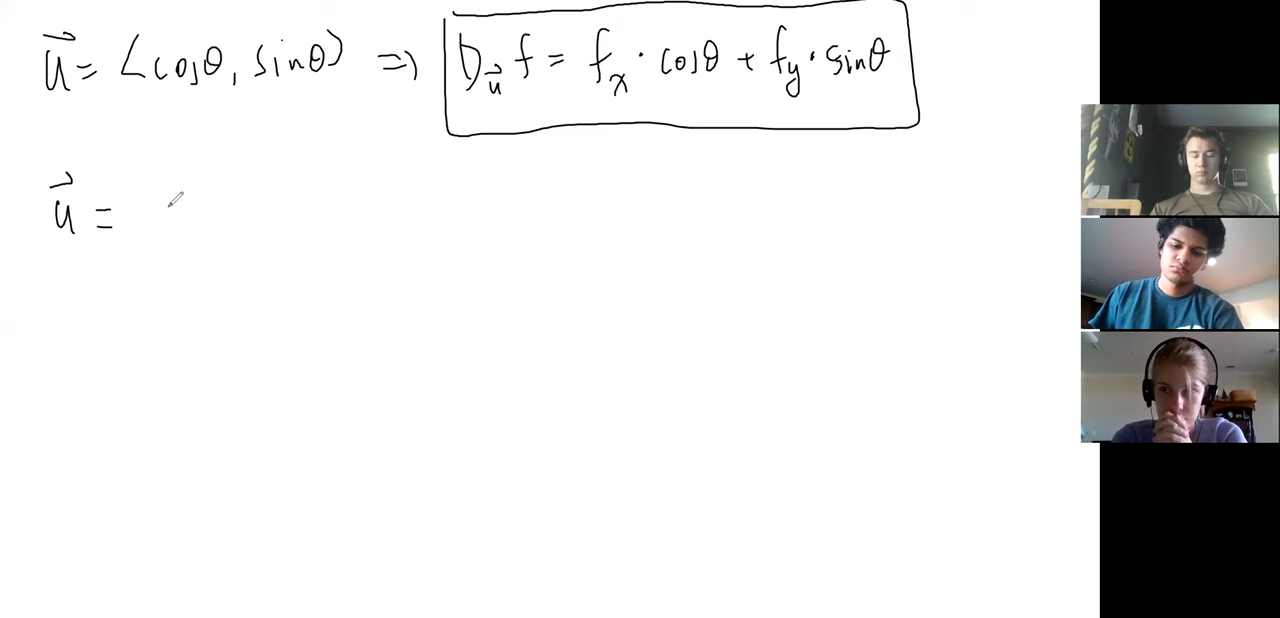 u⃗ = ⟨cosθ, sinθ⟩ ⇒ D_u⃗ f = f_x · cosθ + f_y · sinθ
u⃗ =